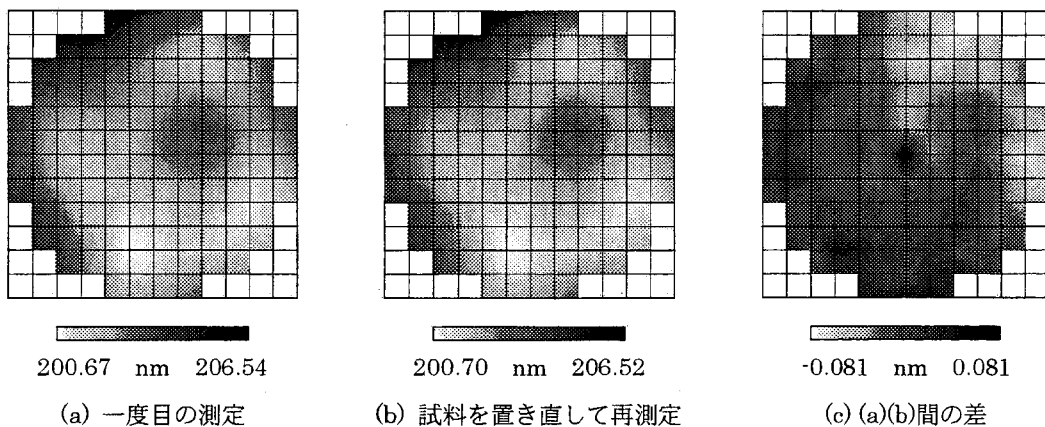 200.67 nm 206.54
200.70 nm 206.52
-0.081 nm 0.081
(a) 一度目の測定
(b) 試料を置き直して再測定
(c) (a)(b)間の差